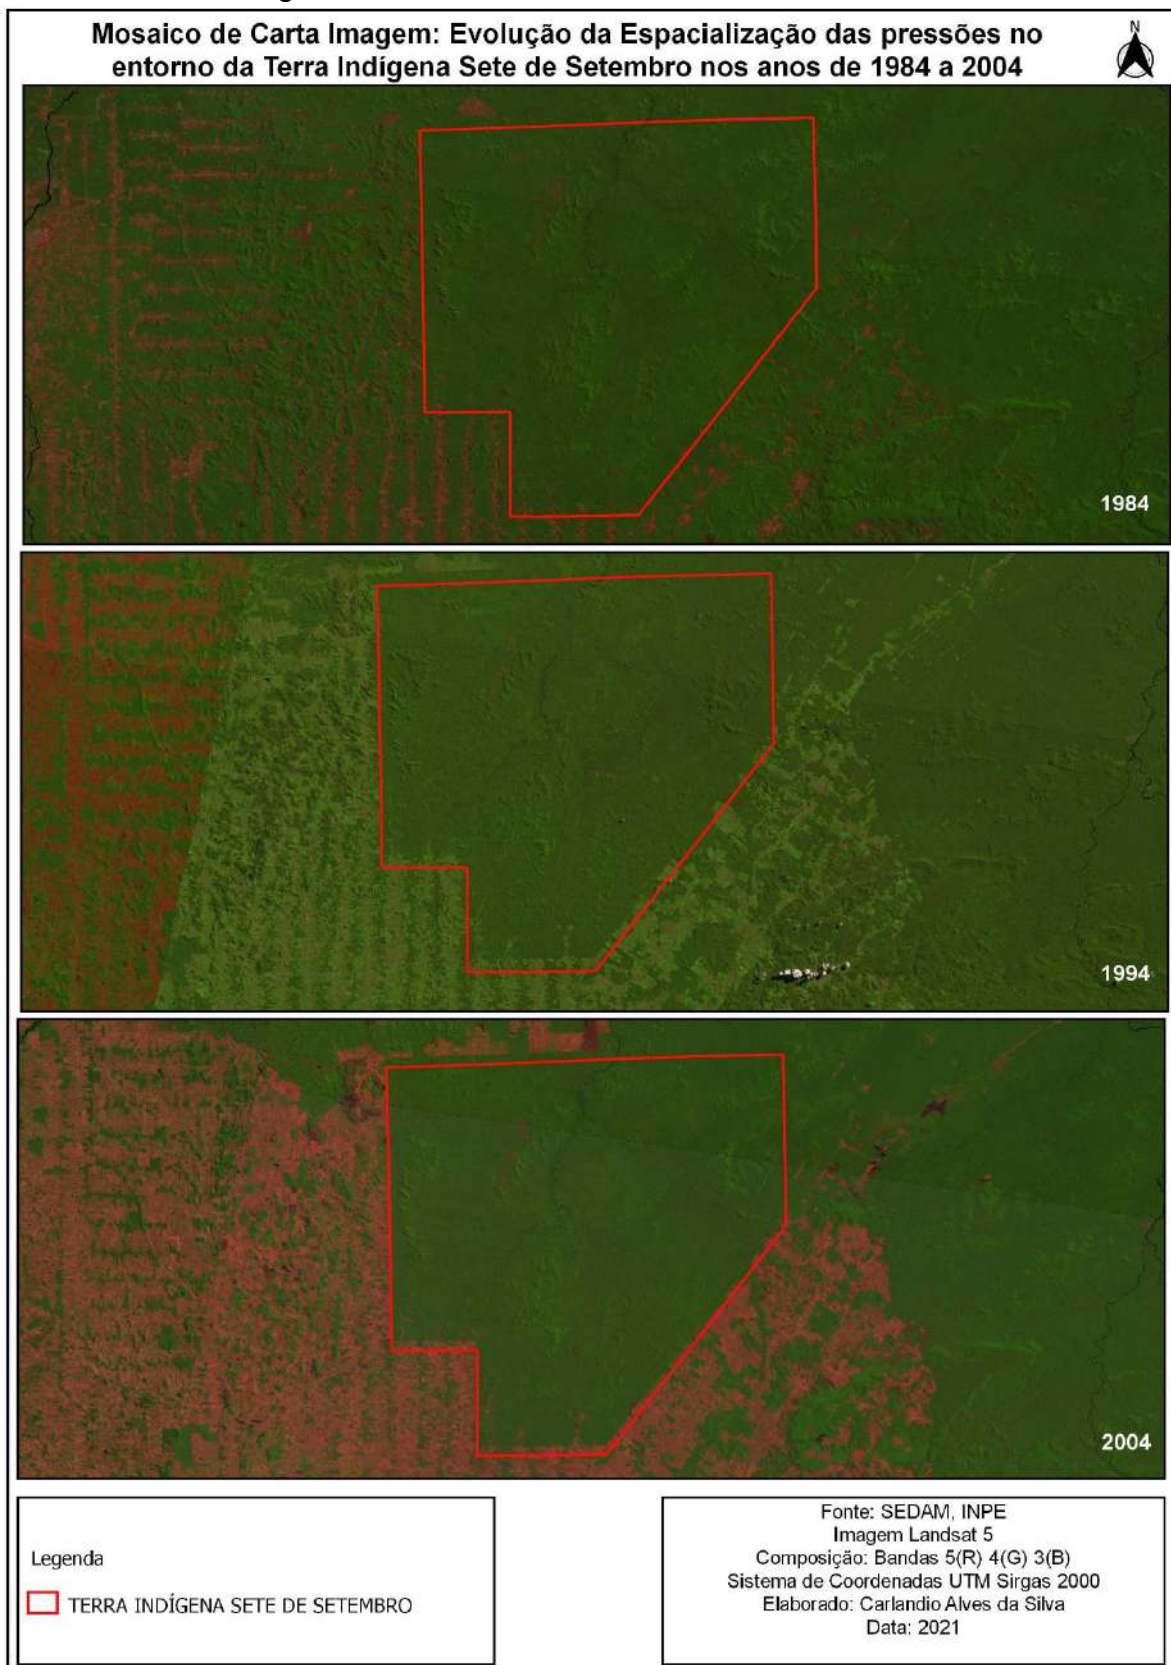 Mosaico de Carta Imagem: Evolução da Espacialização das pressões no
entorno da Terra Indígena Sete de Setembro nos anos de 1984 a 2004
N
1984
1994
2004
Legenda
TERRA INDÍGENA SETE DE SETEMBRO
Fonte: SEDAM, INPE
Imagem Landsat 5
Composição: Bandas 5(R) 4(G) 3(B)
Sistema de Coordenadas UTM Sirgas 2000
Elaborado: Carlandio Alves da Silva
Data: 2021